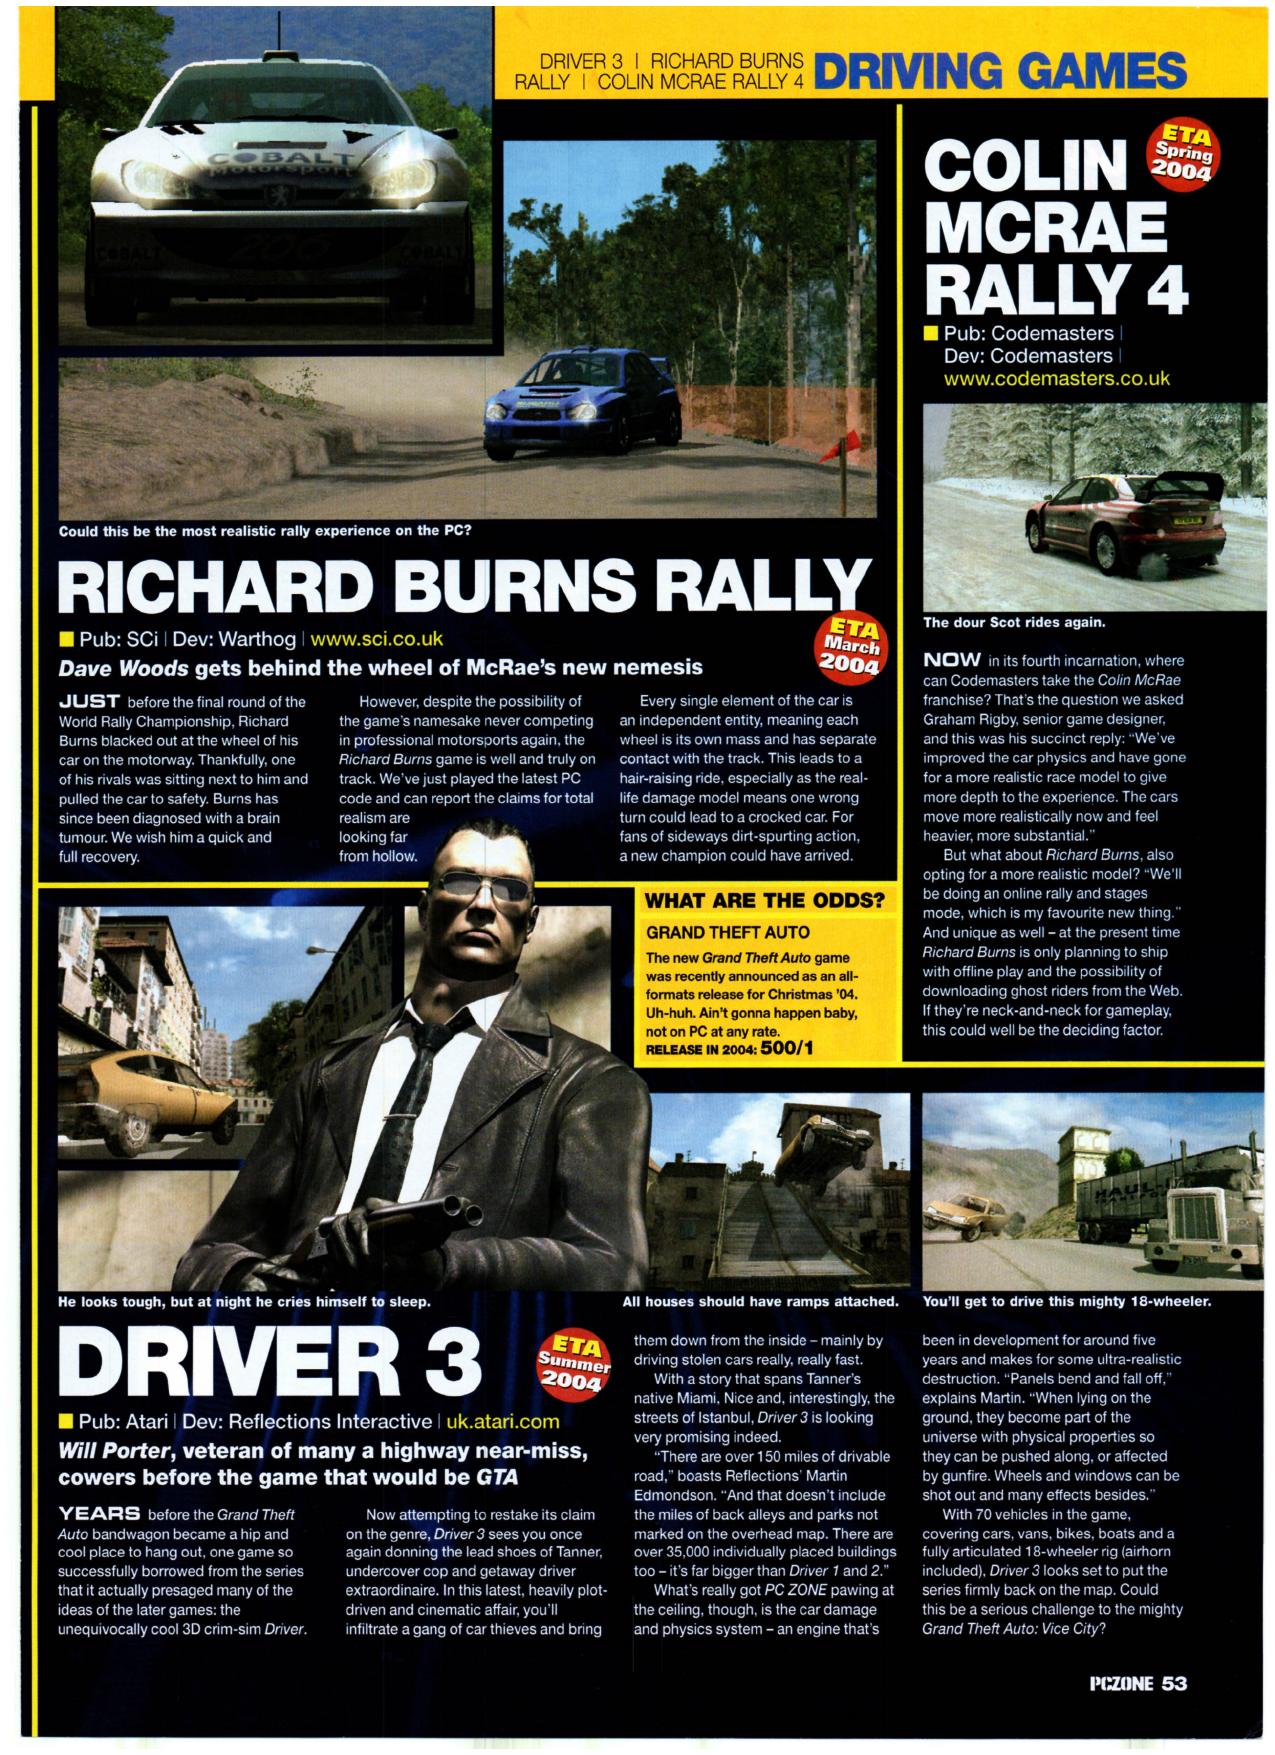 DRIVER 3 | RICHARD BURNS
RALLY | COLIN MCRAE RALLY 4
DRIVING GAMES
COBALT
Motorsport
206
COBALT
COBALT
Could this be the most realistic rally experience on the PC?
RICHARD BURNS RALLY
ETA
March
2004
Pub: SCi | Dev: Warthog | www.sci.co.uk
Dave Woods gets behind the wheel of McRae's new nemesis
JUST before the final round of the
World Rally Championship, Richard
Burns blacked out at the wheel of his
car on the motorway. Thankfully, one
of his rivals was sitting next to him and
pulled the car to safety. Burns has
since been diagnosed with a brain
tumour. We wish him a quick and
full recovery.
However, despite the possibility of
the game's namesake never competing
in professional motorsports again, the
Richard Burns game is well and truly on
track. We've just played the latest PC
code and can report the claims for total
realism are
looking far
from hollow.
Every single element of the car is
an independent entity, meaning each
wheel is its own mass and has separate
contact with the track. This leads to a
hair-raising ride, especially as the real-
life damage model means one wrong
turn could lead to a crocked car. For
fans of sideways dirt-spurting action,
a new champion could have arrived.
COLIN
MCRAE
RALLY 4
ETA
Spring
2004
Pub: Codemasters |
Dev: Codemasters |
www.codemasters.co.uk
The dour Scot rides again.
NOW in its fourth incarnation, where
can Codemasters take the Colin McRae
franchise? That's the question we asked
Graham Rigby, senior game designer,
and this was his succinct reply: "We've
improved the car physics and have gone
for a more realistic race model to give
more depth to the experience. The cars
move more realistically now and feel
heavier, more substantial."
But what about Richard Burns, also
opting for a more realistic model? "We'll
be doing an online rally and stages
mode, which is my favourite new thing."
And unique as well – at the present time
Richard Burns is only planning to ship
with offline play and the possibility of
downloading ghost riders from the Web.
If they're neck-and-neck for gameplay,
this could well be the deciding factor.
WHAT ARE THE ODDS?
GRAND THEFT AUTO
The new Grand Theft Auto game
was recently announced as an all-
formats release for Christmas '04.
Uh-huh. Ain't gonna happen baby,
not on PC at any rate.
RELEASE IN 2004: 500/1
HAUL-IT
He looks tough, but at night he cries himself to sleep.
All houses should have ramps attached.
You'll get to drive this mighty 18-wheeler.
DRIVER 3
ETA
Summer
2004
Pub: Atari | Dev: Reflections Interactive | uk.atari.com
Will Porter, veteran of many a highway near-miss,
cowers before the game that would be GTA
YEARS before the Grand Theft
Auto bandwagon became a hip and
cool place to hang out, one game so
successfully borrowed from the series
that it actually presaged many of the
ideas of the later games: the
unequivocally cool 3D crim-sim Driver.
Now attempting to restake its claim
on the genre, Driver 3 sees you once
again donning the lead shoes of Tanner,
undercover cop and getaway driver
extraordinaire. In this latest, heavily plot-
driven and cinematic affair, you'll
infiltrate a gang of car thieves and bring
them down from the inside – mainly by
driving stolen cars really, really fast.
With a story that spans Tanner's
native Miami, Nice and, interestingly, the
streets of Istanbul, Driver 3 is looking
very promising indeed.
"There are over 150 miles of drivable
road," boasts Reflections' Martin
Edmondson. "And that doesn't include
the miles of back alleys and parks not
marked on the overhead map. There are
over 35,000 individually placed buildings
too – it's far bigger than Driver 1 and 2."
What's really got PC ZONE pawing at
the ceiling, though, is the car damage
and physics system – an engine that's
been in development for around five
years and makes for some ultra-realistic
destruction. "Panels bend and fall off,"
explains Martin. "When lying on the
ground, they become part of the
universe with physical properties so
they can be pushed along, or affected
by gunfire. Wheels and windows can be
shot out and many effects besides."
With 70 vehicles in the game,
covering cars, vans, bikes, boats and a
fully articulated 18-wheeler rig (airhorn
included), Driver 3 looks set to put the
series firmly back on the map. Could
this be a serious challenge to the mighty
Grand Theft Auto: Vice City?
PCZONE 53